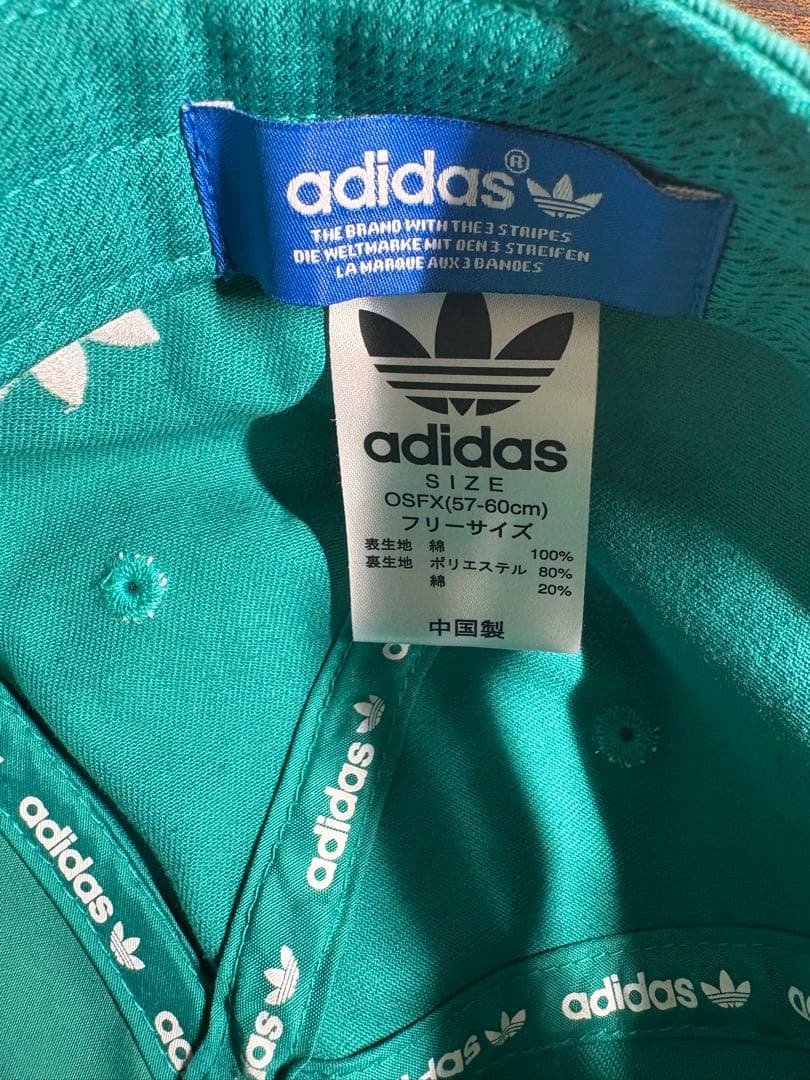 adidas®
THE BRAND WITH THE 3 STRIPES
DIE WELTMARKE MIT DEN 3 STREIFEN
LA MARQUE AUX 3 BANDES
adidas
SIZE
OSFX(57-60cm)
フリーサイズ
表生地 綿 100%
裏生地 ポリエステル 80%
綿 20%
中国製
adidas
adidas
adidas
adidas